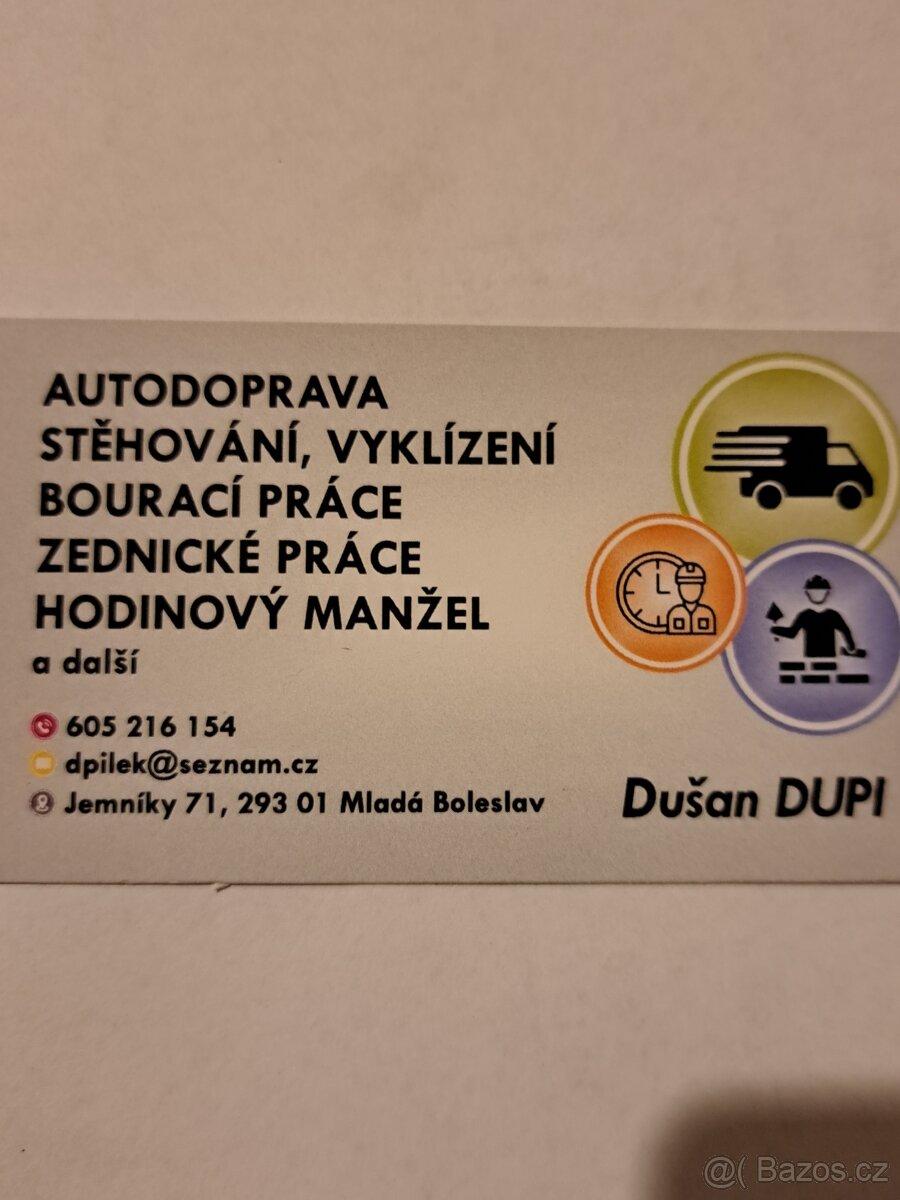 AUTODOPRAVA
STĚHOVÁNÍ, VYKLÍZENÍ
BOURACÍ PRÁCE
ZEDNICKÉ PRÁCE
HODINOVÝ MANŽEL
a další
605 216 154
dpilek@seznam.cz
Jemníky 71, 293 01 Mladá Boleslav
Dušan DUPI
@( Bazos.cz